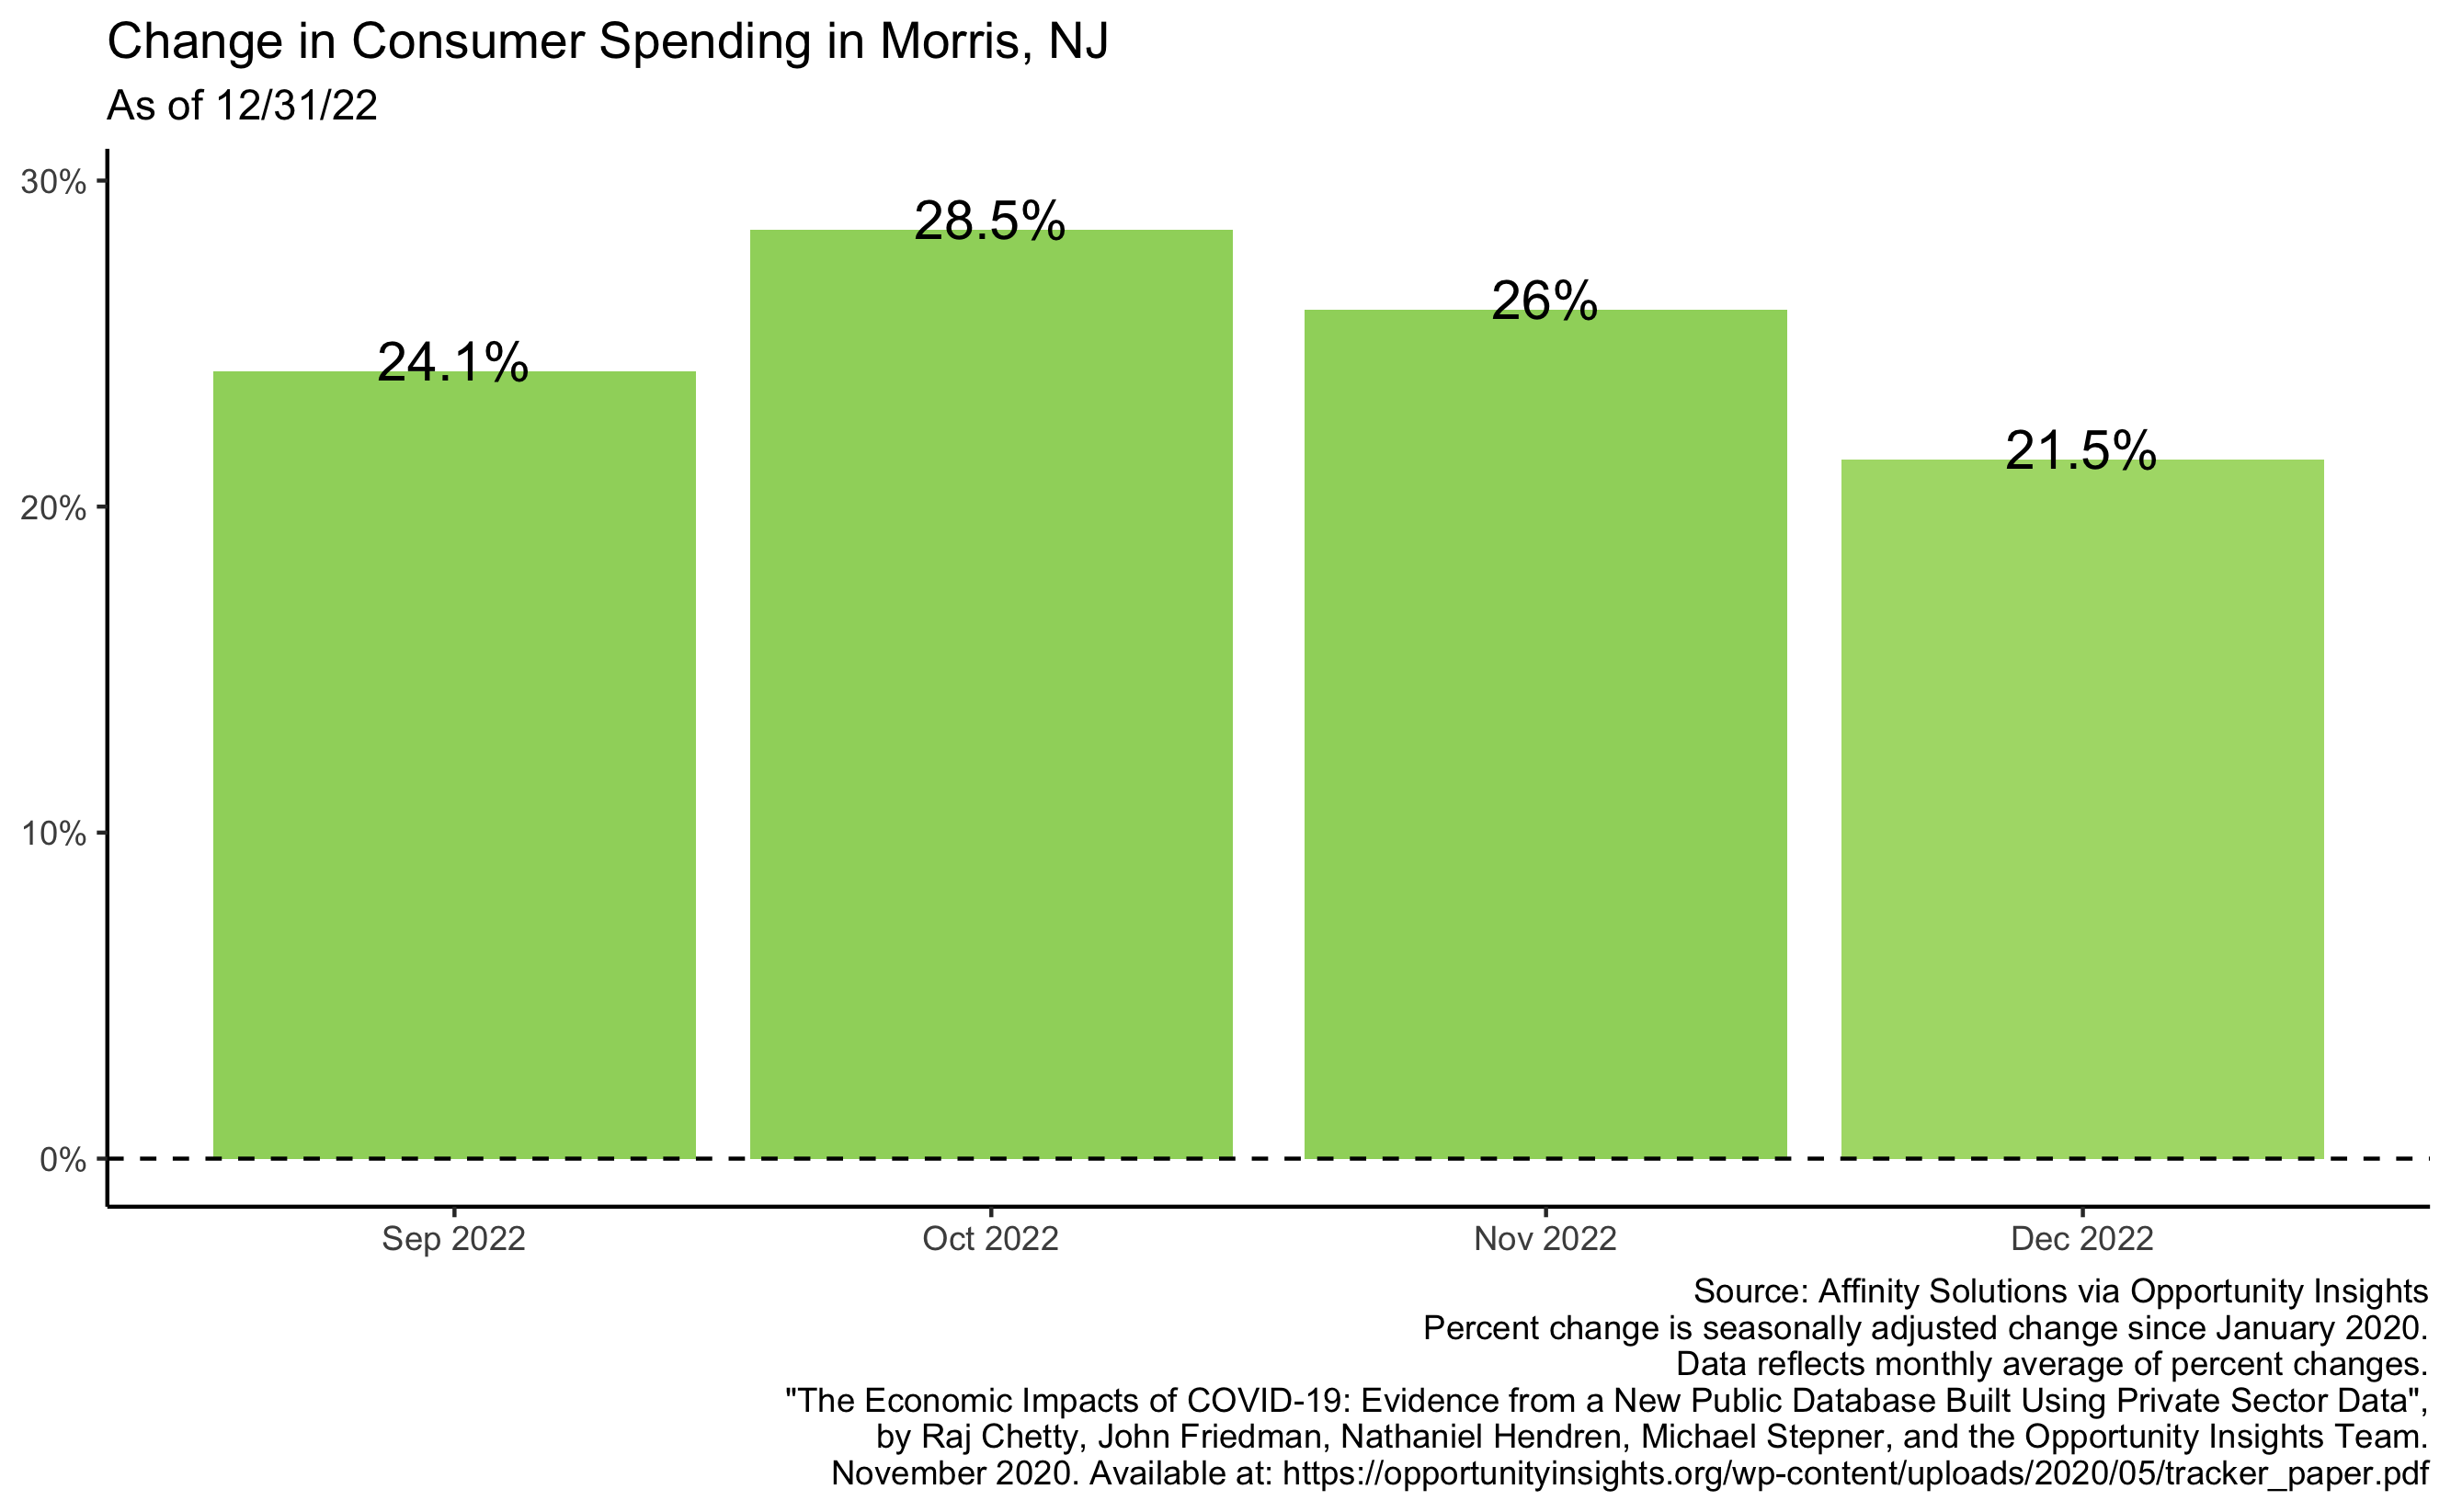 Change in Consumer Spending in Morris, NJ
As of 12/31/22
30%
20%
10%
0%
24.1%
28.5%
26%
21.5%
Sep 2022
Oct 2022
Nov 2022
Dec 2022
Source: Affinity Solutions via Opportunity Insights
Percent change is seasonally adjusted change since January 2020.
Data reflects monthly average of percent changes.
"The Economic Impacts of COVID-19: Evidence from a New Public Database Built Using Private Sector Data",
by Raj Chetty, John Friedman, Nathaniel Hendren, Michael Stepner, and the Opportunity Insights Team.
November 2020. Available at: https://opportunityinsights.org/wp-content/uploads/2020/05/tracker_paper.pdf